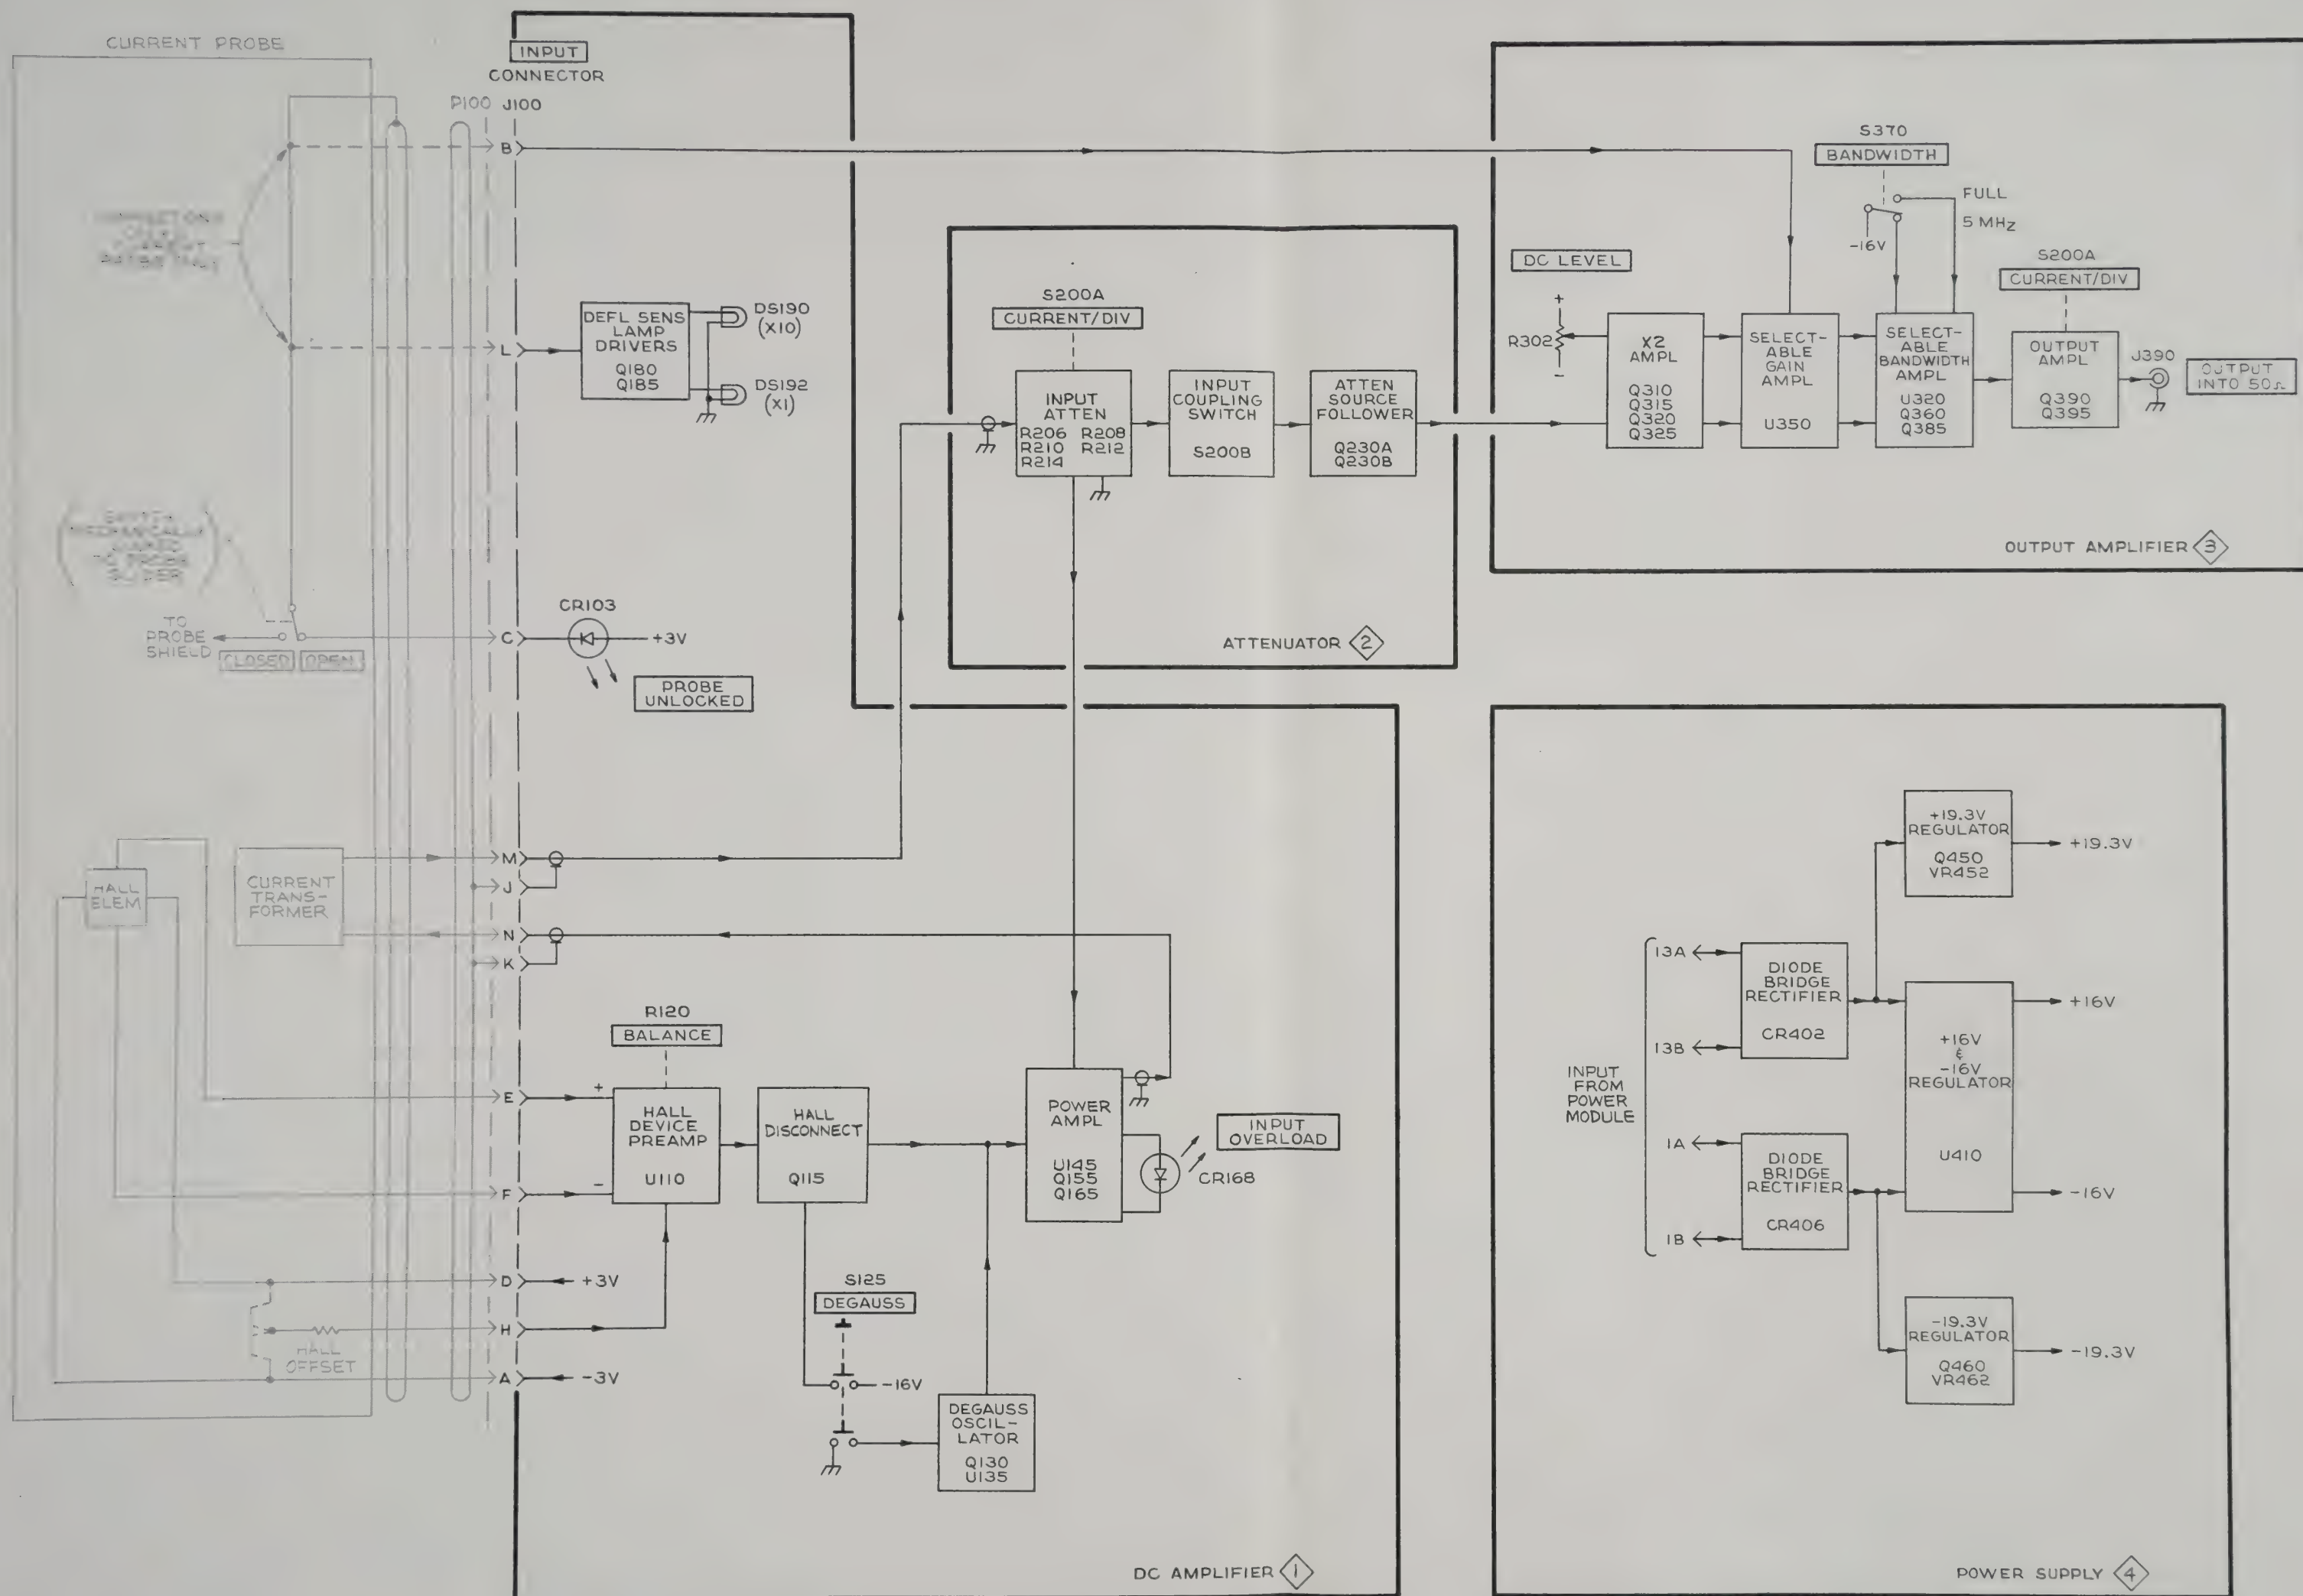 CURRENT PROBE
INPUT
CONNECTOR
P100 J100
B
L
DEFL SENS
LAMP
DRIVERS
Q180
Q185
DS190
(X10)
DS192
(X1)
SWITCH
MECHANICALLY
LINKED
TO PROBE
SLIDER
TO
PROBE
SHIELD
CLOSED OPEN
C
CR103
+3V
PROBE
UNLOCKED
HALL
ELEM
CURRENT
TRANS-
FORMER
M
J
N
K
E
F
D
+3V
H
A
-3V
HALL
OFFSET
R120
BALANCE
+
-
HALL
DEVICE
PREAMP
U110
HALL
DISCONNECT
Q115
S125
DEGAUSS
-16V
DEGAUSS
OSCIL-
LATOR
Q130
U135
POWER
AMPL
U145
Q155
Q165
INPUT
OVERLOAD
CR168
DC AMPLIFIER 1
S200A
CURRENT/DIV
INPUT
ATTEN
R206 R208
R210 R212
R214
INPUT
COUPLING
SWITCH
S200B
ATTEN
SOURCE
FOLLOWER
Q230A
Q230B
ATTENUATOR 2
S370
BANDWIDTH
FULL
5 MHz
-16V
DC LEVEL
+
R302
-
X2
AMPL
Q310
Q315
Q320
Q325
SELECT-
ABLE
GAIN
AMPL
U350
SELECT-
ABLE
BANDWIDTH
AMPL
U320
Q360
Q385
S200A
CURRENT/DIV
OUTPUT
AMPL
Q390
Q395
J390
OUTPUT
INTO 50Ω
OUTPUT AMPLIFIER 3
INPUT
FROM
POWER
MODULE
13A
13B
1A
1B
DIODE
BRIDGE
RECTIFIER
CR402
DIODE
BRIDGE
RECTIFIER
CR406
+19.3V
REGULATOR
Q450
VR452
+19.3V
+16V
&
-16V
REGULATOR
U410
+16V
-16V
-19.3V
REGULATOR
Q460
VR462
-19.3V
POWER SUPPLY 4